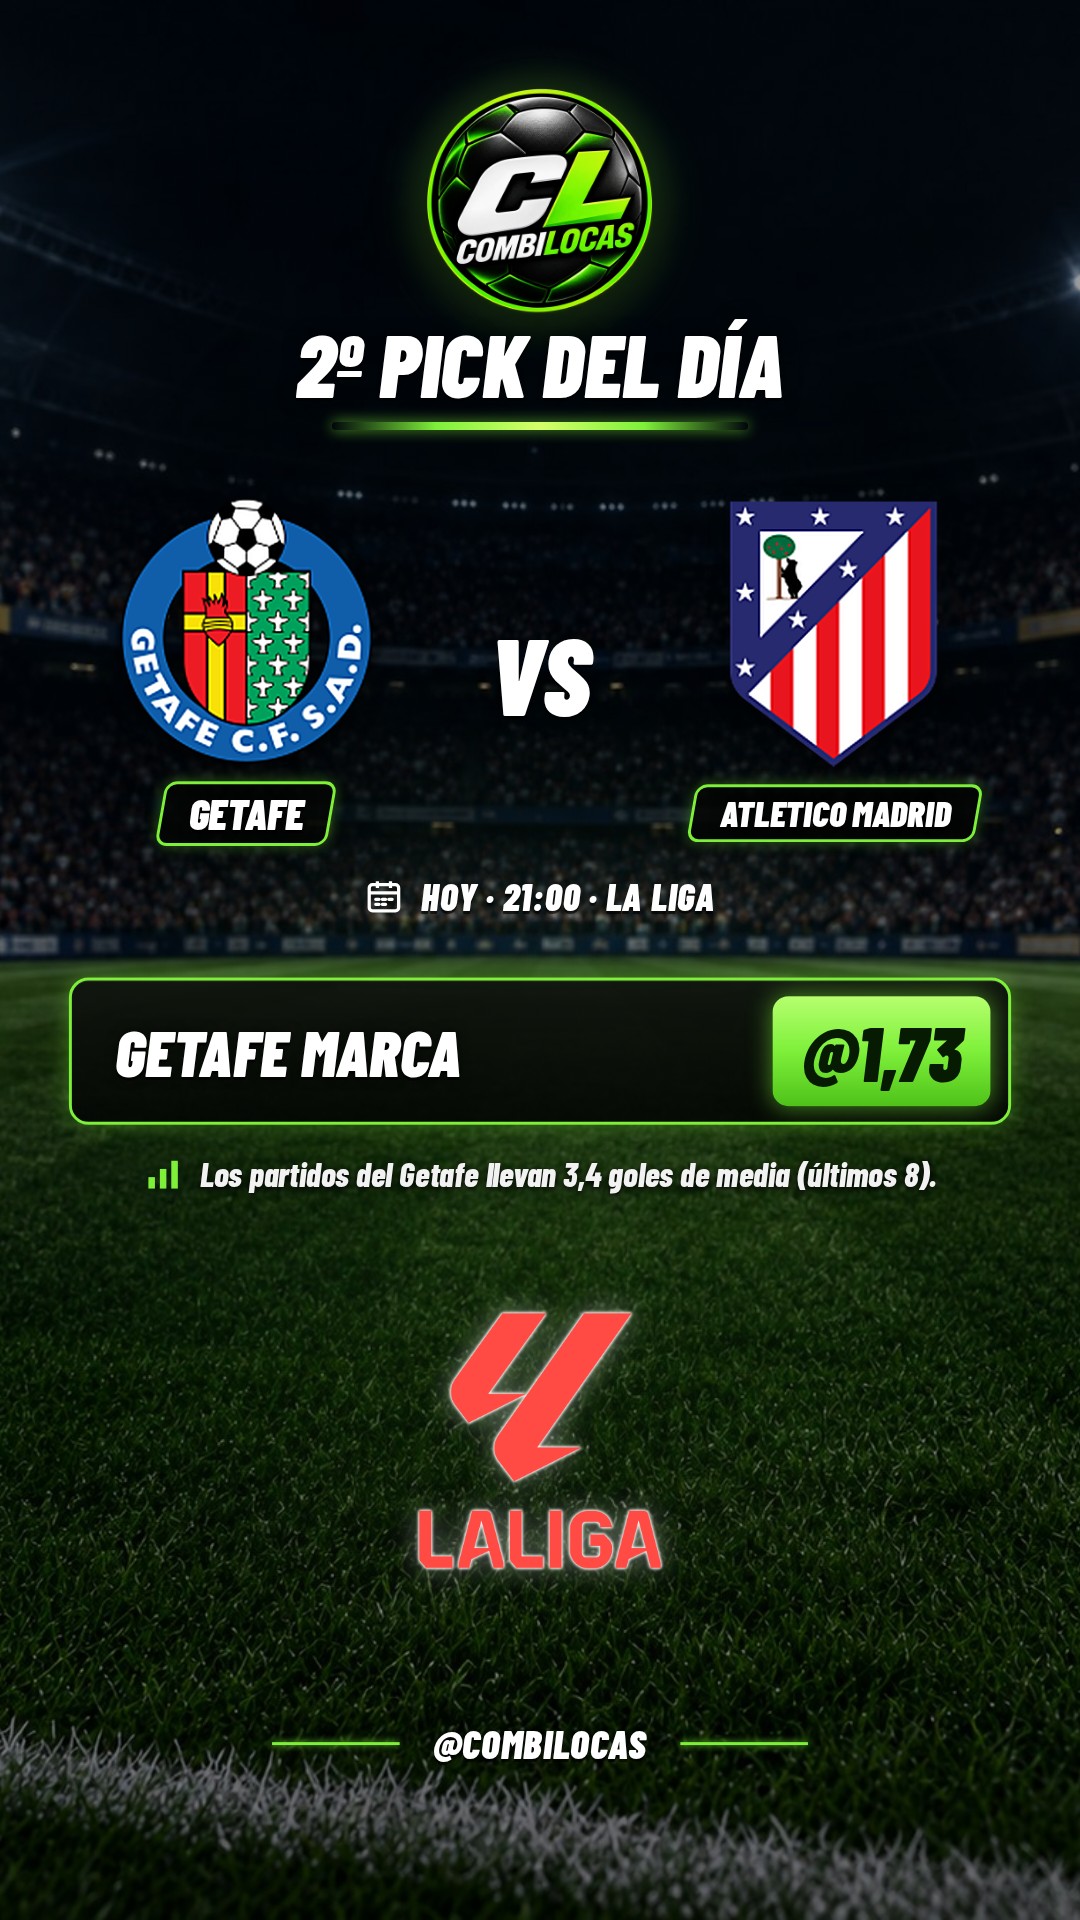 CL
COMBILOCAS
2º PICK DEL DÍA
GETAFE C.F. S.A.D.
VS
GETAFE
ATLETICO MADRID
HOY · 21:00 · LA LIGA
GETAFE MARCA
@1,73
Los partidos del Getafe llevan 3,4 goles de media (últimos 8).
LALIGA
@COMBILOCAS